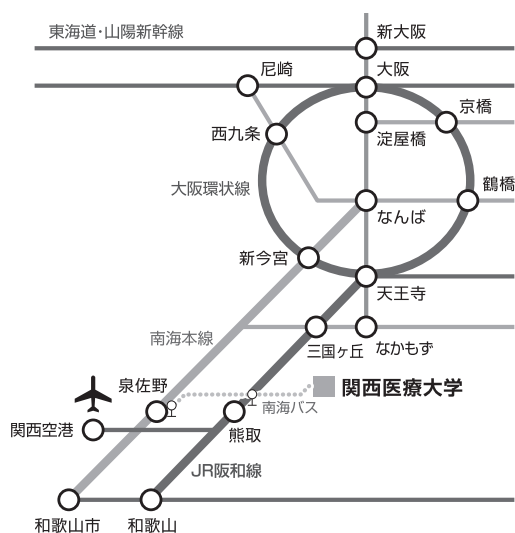 東海道・山陽新幹線
新大阪
尼崎
大阪
京橋
西九条
淀屋橋
大阪環状線
鶴橋
なんば
新今宮
天王寺
南海本線
三国ヶ丘
なかもず
泉佐野
関西医療大学
南海バス
関西空港
熊取
JR阪和線
和歌山市
和歌山